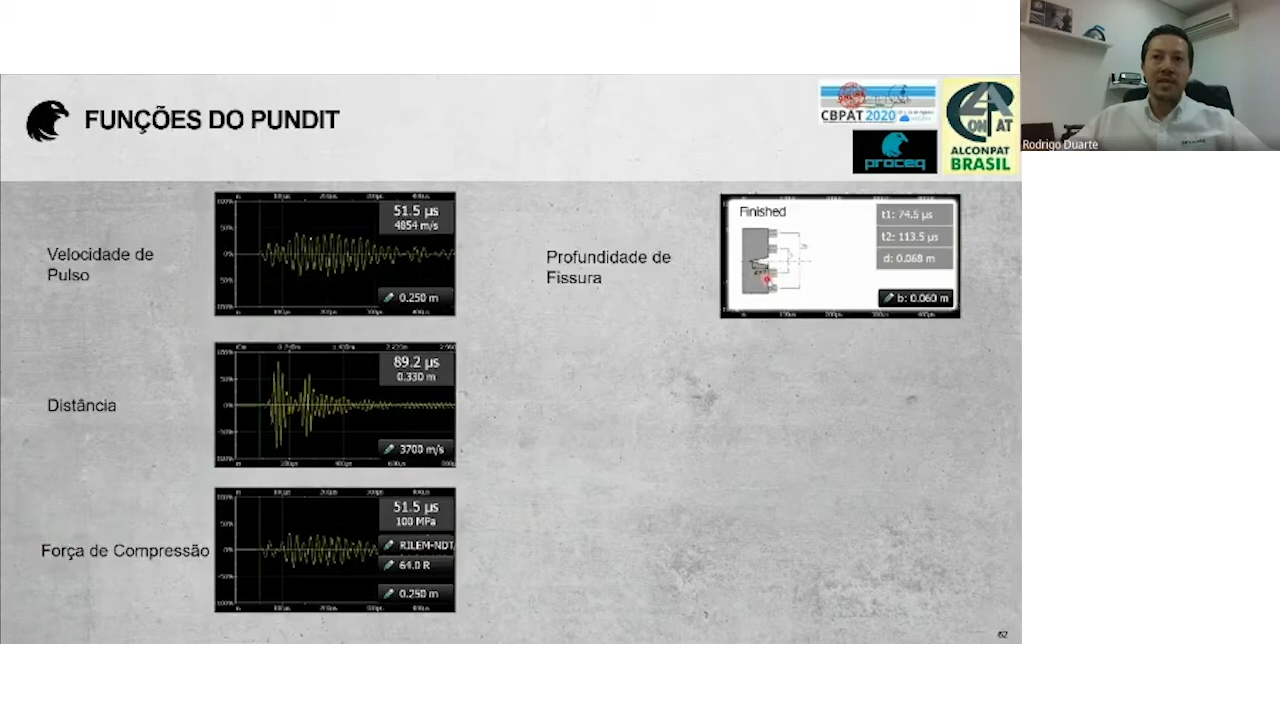 FUNÇÕES DO PUNDIT
CBPAT 2020
proceq
ALCONPAT
BRASIL
Rodrigo Duarte
Velocidade de
Pulso
51.5 µs
4854 m/s
0.250 m
Profundidade de
Fissura
Finished
t1: 74.5 µs
t2: 113.5 µs
d: 0.068 m
b: 0.060 m
Distância
89.2 µs
0.330 m
3700 m/s
Força de Compressão
51.5 µs
100 MPa
RILEM-NDT
64.0 R
0.250 m
62